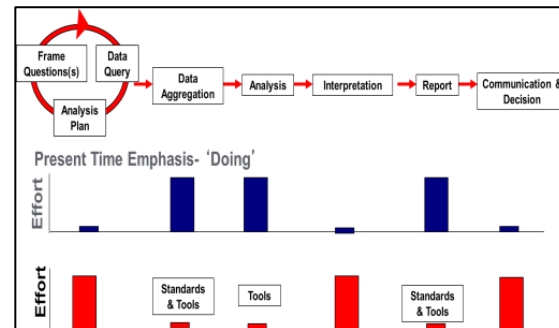 Frame
Questions(s)
Data
Query
Analysis
Plan
Data
Aggregation
Analysis
Interpretation
Report
Communication &
Decision
Present Time Emphasis- ‘Doing’
Effort
Effort
Standards
& Tools
Tools
Standards
& Tools